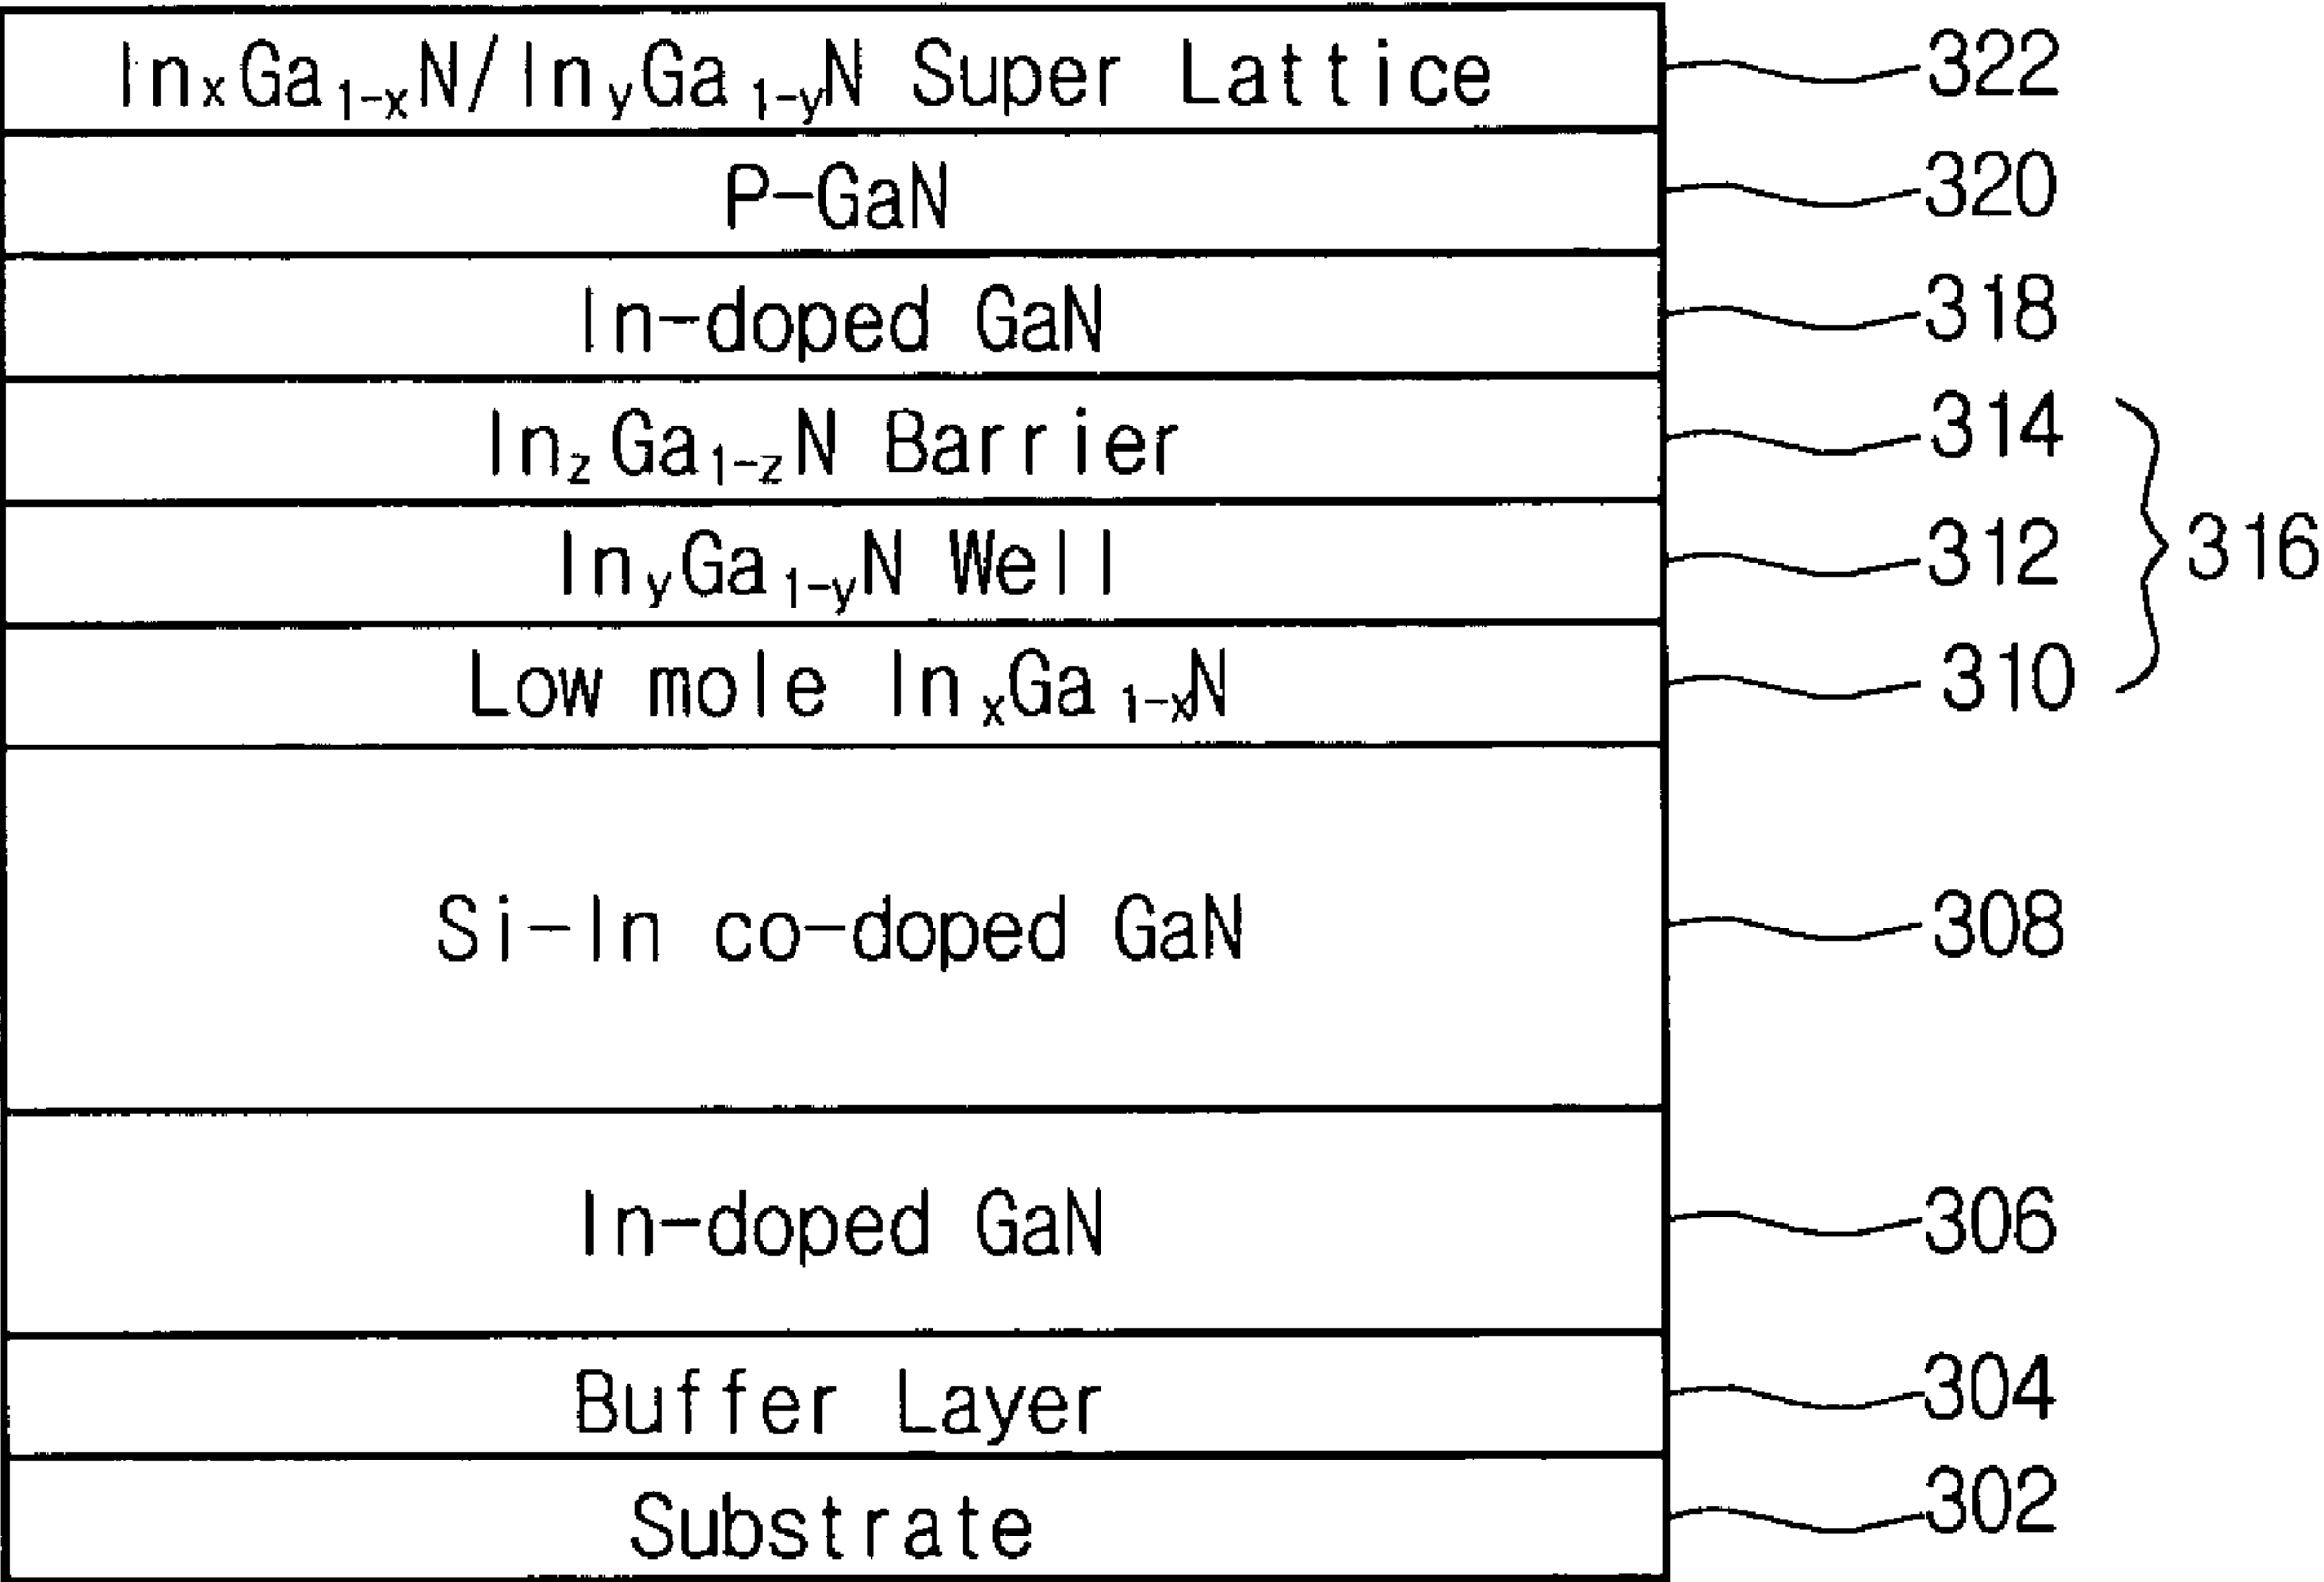 InₓGa₁₋ₓN/InyGa1-yN Super Lattice 322
P-GaN 320
In-doped GaN 318
InzGa1-zN Barrier 314
InyGa1-yN Well 312
316
Low mole InₓGa₁₋ₓN 310
Si-In co-doped GaN 308
In-doped GaN 306
Buffer Layer 304
Substrate 302